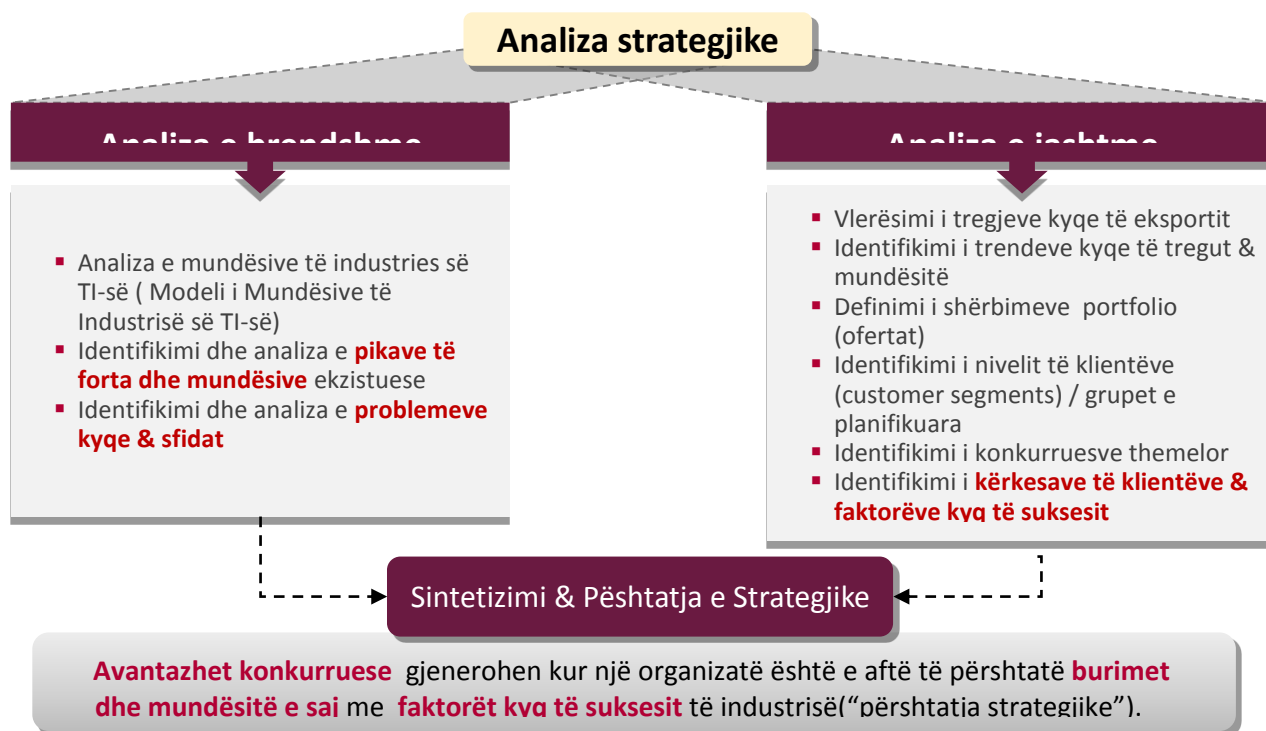 Analiza strategjike
Analiza e brendshme
Analiza e jashtme
▪ Analiza e mundësive të industries së
TI-së ( Modeli i Mundësive të
Industrisë së TI-së)
▪ Identifikimi dhe analiza e pikave të
forta dhe mundësive ekzistuese
▪ Identifikimi dhe analiza e problemeve
kyqe & sfidat
▪ Vlerësimi i tregjeve kyqe të eksportit
▪ Identifikimi i trendeve kyqe të tregut &
mundësitë
▪ Definimi i shërbimeve portfolio
(ofertat)
▪ Identifikimi i nivelit të klientëve
(customer segments) / grupet e
planifikuara
▪ Identifikimi i konkurruesve themelor
▪ Identifikimi i kërkesave të klientëve &
faktorëve kyq të suksesit
Sintetizimi & Pështatja e Strategjike
Avantazhet konkurruese gjenerohen kur një organizatë është e aftë të përshtatë burimet
dhe mundësitë e saj me faktorët kyq të suksesit të industrisë(“përshtatja strategjike”).